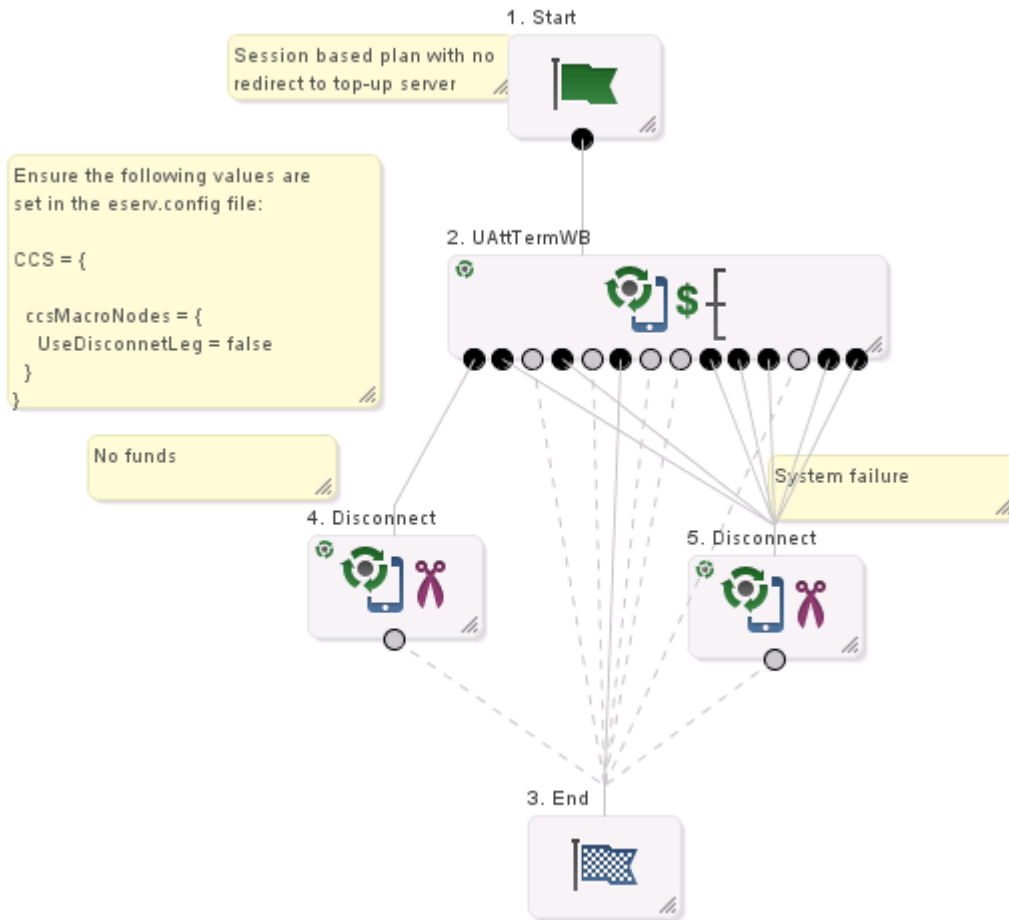 1. Start
Session based plan with no
redirect to top-up server
Ensure the following values are
set in the eserv.config file:
CCS = {
ccsMacroNodes = {
UseDisconnetLeg = false
}
}
2. UAttTermWB
$
No funds
System failure
4. Disconnect
5. Disconnect
3. End